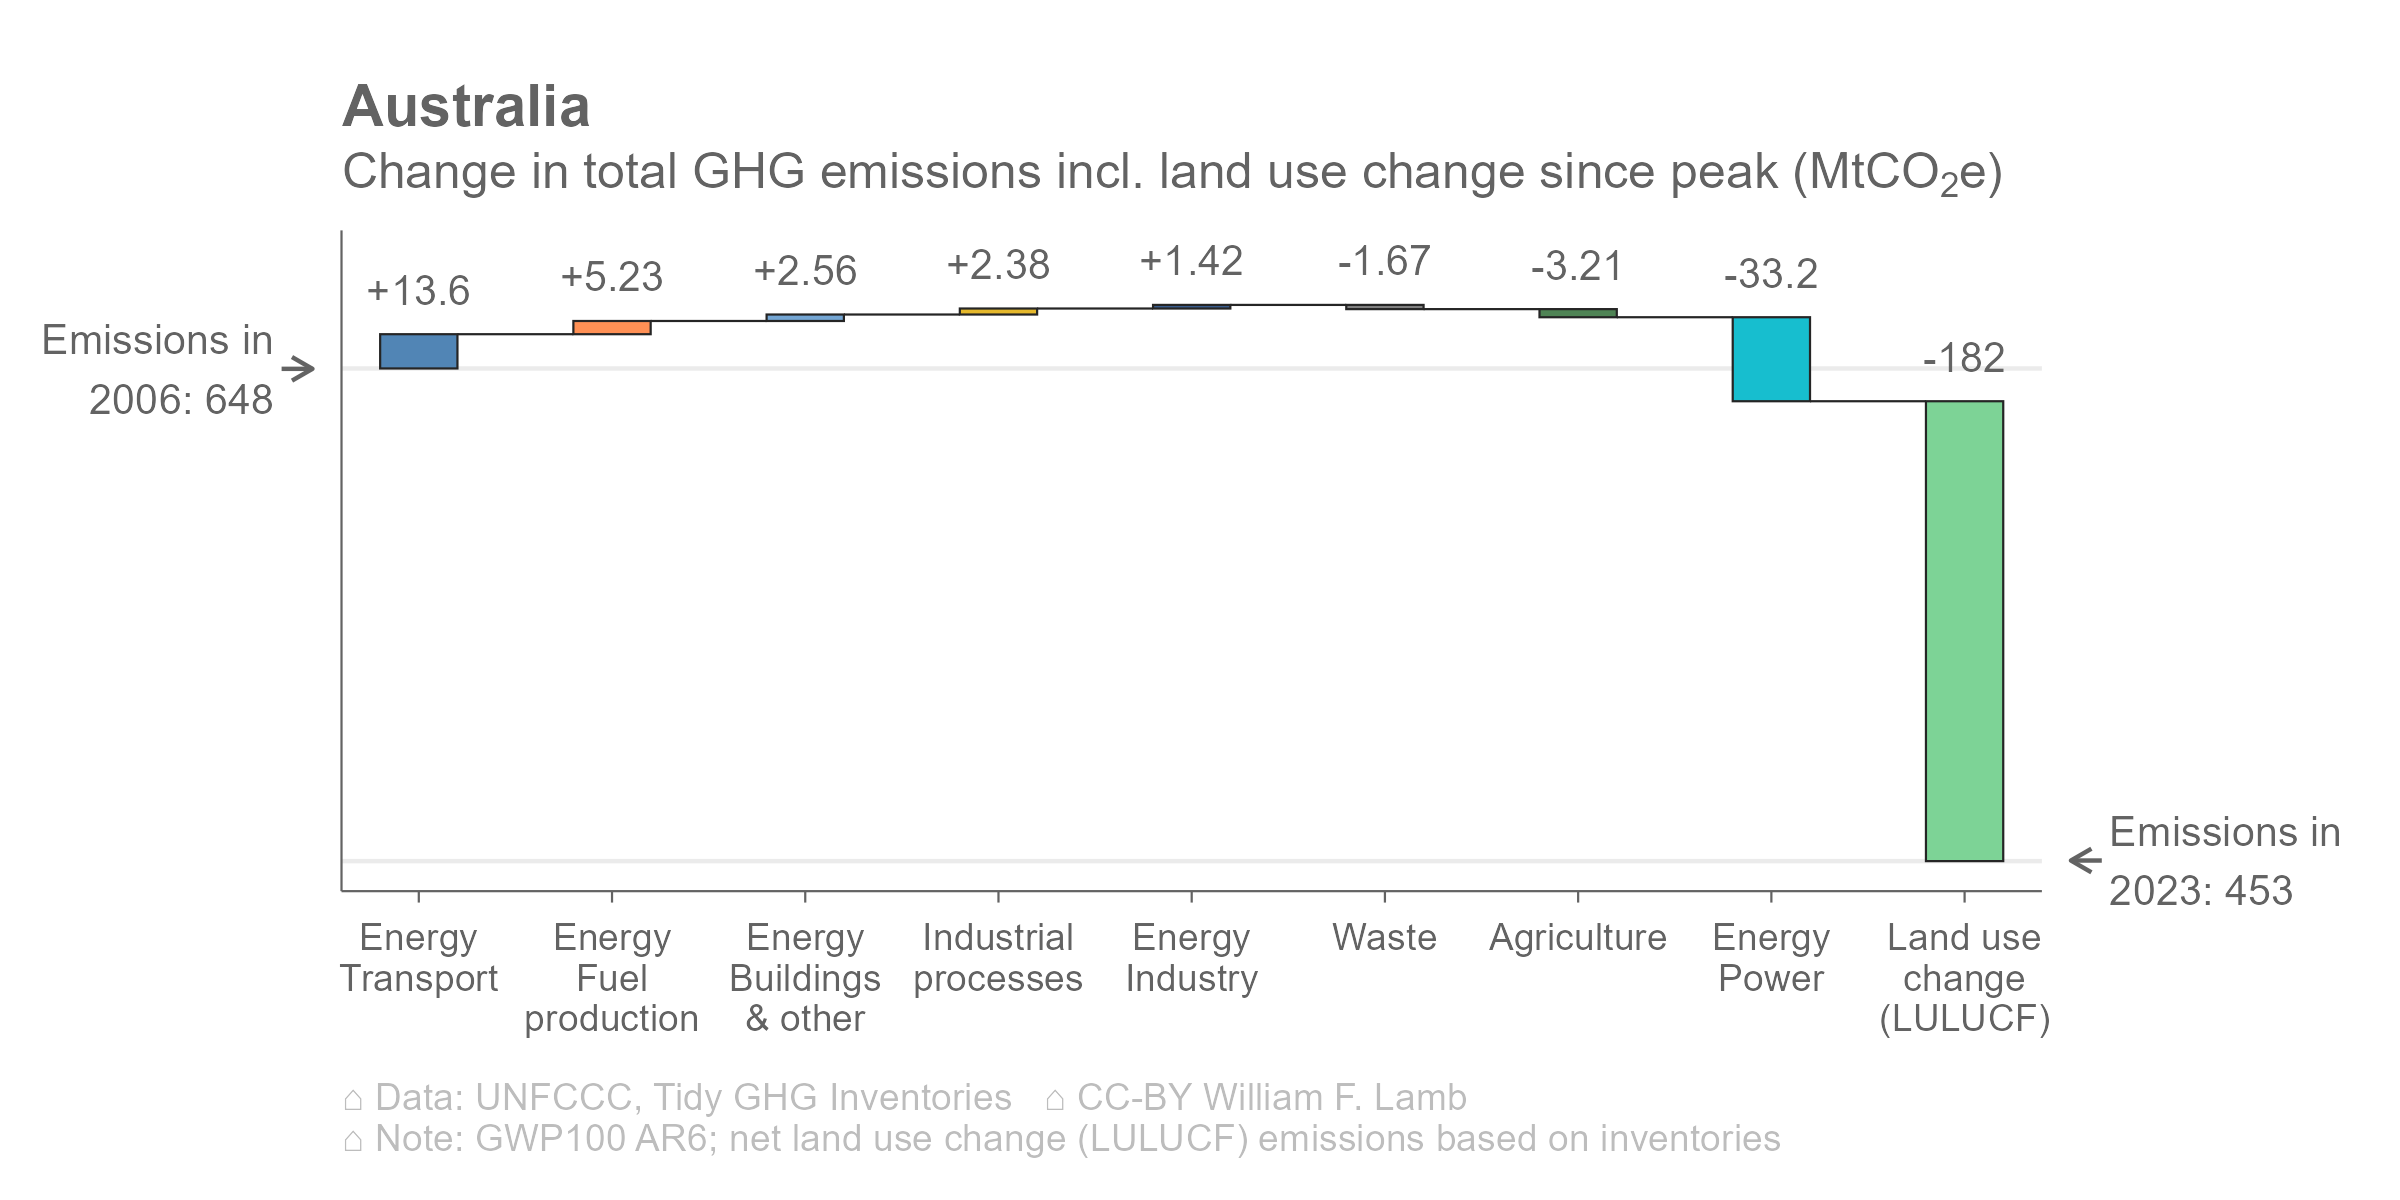 Australia
Change in total GHG emissions incl. land use change since peak (MtCO₂e)
+13.6
+5.23
+2.56
+2.38
+1.42
-1.67
-3.21
-33.2
-182
Emissions in
2006: 648
Emissions in
2023: 453
Energy
Transport
Energy
Fuel
production
Energy
Buildings
& other
Industrial
processes
Energy
Industry
Waste
Agriculture
Energy
Power
Land use
change
(LULUCF)
⌂ Data: UNFCCC, Tidy GHG Inventories ⌂ CC-BY William F. Lamb
⌂ Note: GWP100 AR6; net land use change (LULUCF) emissions based on inventories